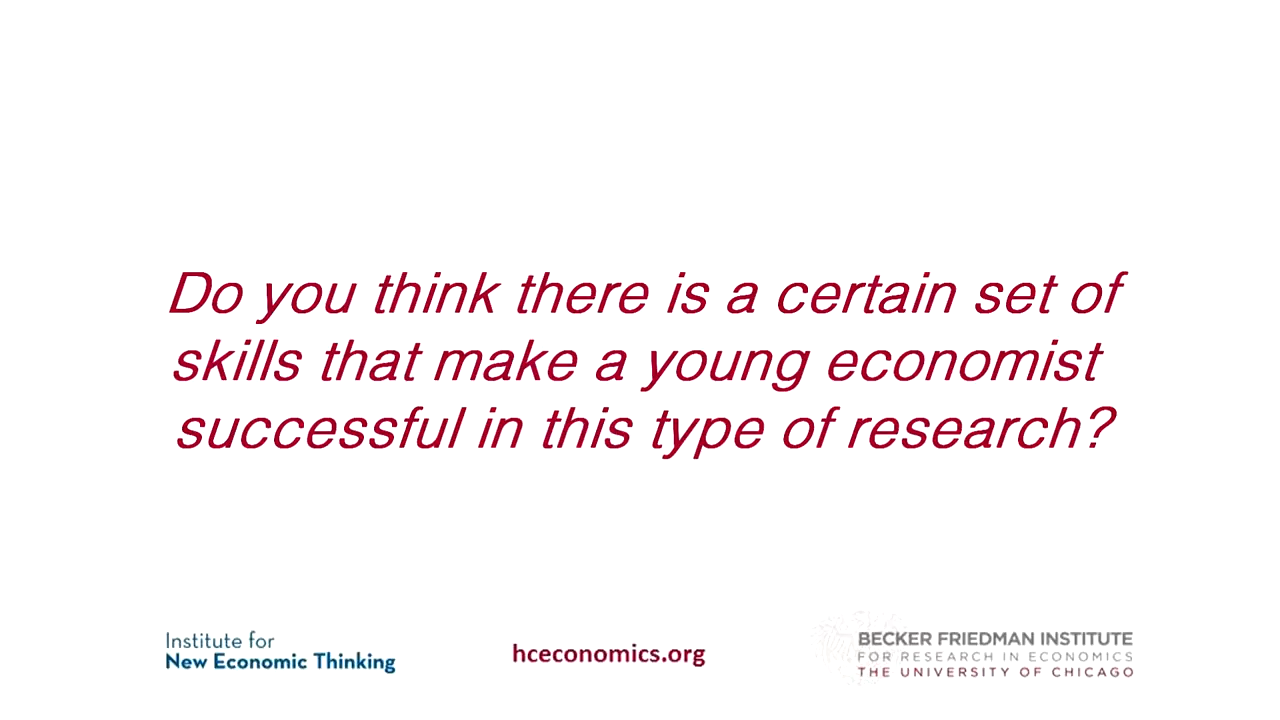 Do you think there is a certain set of
skills that make a young economist
successful in this type of research?
Institute for
New Economic Thinking
hceconomics.org
BECKER FRIEDMAN INSTITUTE
FOR RESEARCH IN ECONOMICS
THE UNIVERSITY OF CHICAGO